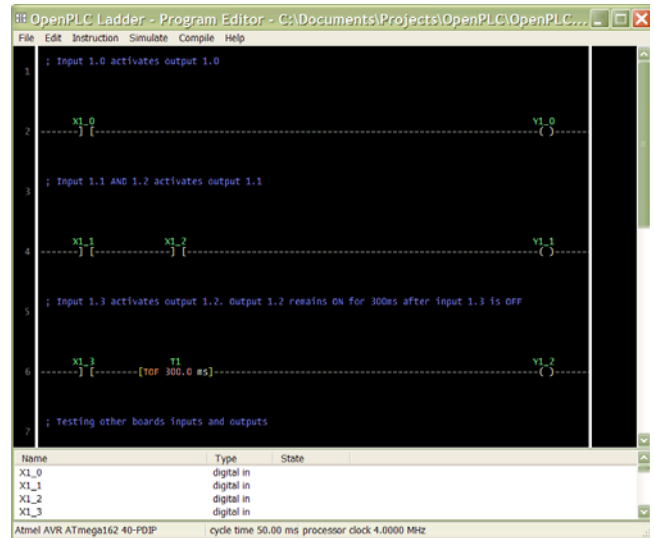 OpenPLC Ladder - Program Editor - C:\Documents\Projects\OpenPLC\OpenPLC...
File Edit Instruction Simulate Compile Help
1 ; Input 1.0 activates output 1.0
X1_0 Y1_0
2 ------] [------( )------
3 ; Input 1.1 AND 1.2 activates output 1.1
X1_1 X1_2 Y1_1
4 ------] [------] [------( )------
5 ; Input 1.3 activates output 1.2. Output 1.2 remains ON for 300ms after input 1.3 is OFF
X1_3 T1 Y1_2
6 ------] [------[TOF 300.0 ms]------( )------
7 ; Testing other boards inputs and outputs
Name Type State
X1_0 digital in
X1_1 digital in
X1_2 digital in
X1_3 digital in
Atmel AVR ATmega162 40-PDIP cycle time 50.00 ms processor clock 4.0000 MHz